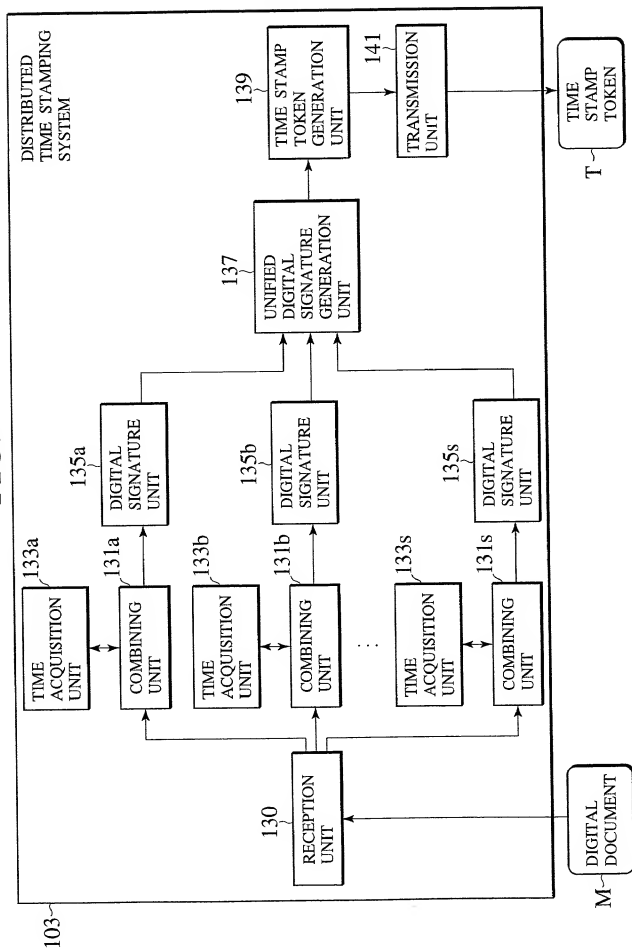 DISTRIBUTED
TIME STAMPING
SYSTEM
103
133a
TIME
ACQUISITION
UNIT
131a
COMBINING
UNIT
135a
DIGITAL
SIGNATURE
UNIT
133b
TIME
ACQUISITION
UNIT
131b
COMBINING
UNIT
135b
DIGITAL
SIGNATURE
UNIT
...
133s
TIME
ACQUISITION
UNIT
131s
COMBINING
UNIT
135s
DIGITAL
SIGNATURE
UNIT
130
RECEPTION
UNIT
137
UNIFIED
DIGITAL
SIGNATURE
GENERATION
UNIT
139
TIME STAMP
TOKEN
GENERATION
UNIT
141
TRANSMISSION
UNIT
M
DIGITAL
DOCUMENT
T
TIME
STAMP
TOKEN